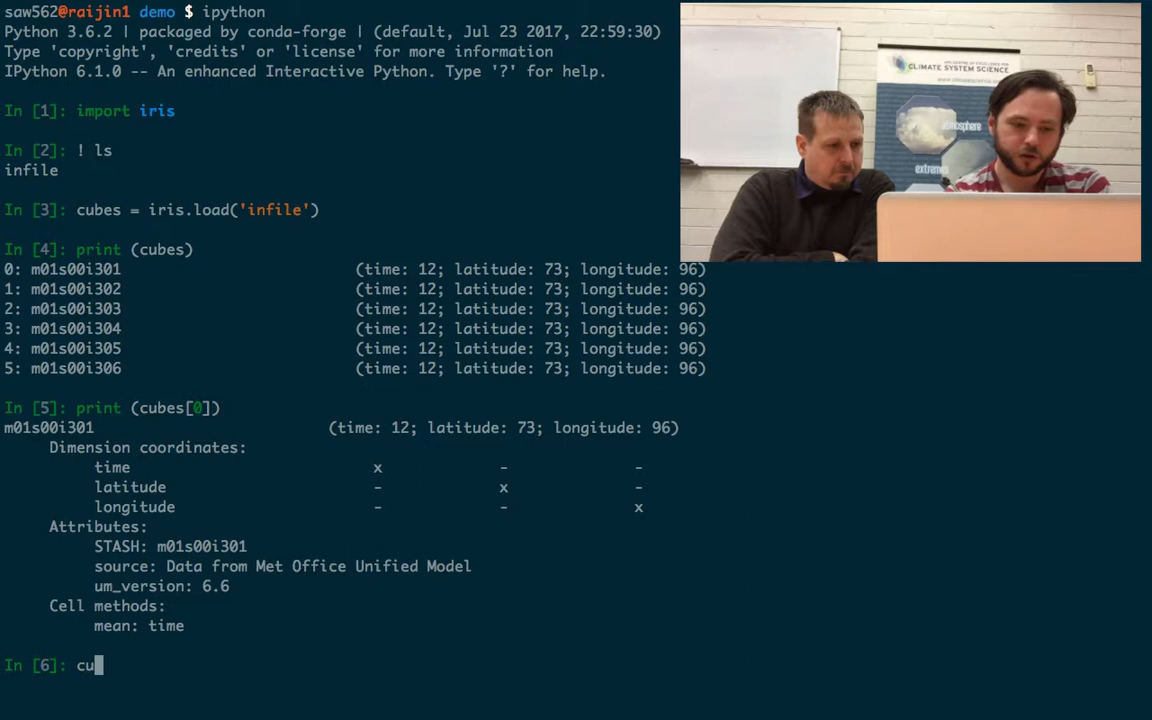 saw562@raijin1 demo $ ipython
Python 3.6.2 | packaged by conda-forge | (default, Jul 23 2017, 22:59:30)
Type 'copyright', 'credits' or 'license' for more information
IPython 6.1.0 -- An enhanced Interactive Python. Type '?' for help.
In [1]: import iris
In [2]: ! ls
infile
In [3]: cubes = iris.load('infile')
In [4]: print (cubes)
0: m01s00i301 (time: 12; latitude: 73; longitude: 96)
1: m01s00i302 (time: 12; latitude: 73; longitude: 96)
2: m01s00i303 (time: 12; latitude: 73; longitude: 96)
3: m01s00i304 (time: 12; latitude: 73; longitude: 96)
4: m01s00i305 (time: 12; latitude: 73; longitude: 96)
5: m01s00i306 (time: 12; latitude: 73; longitude: 96)
In [5]: print (cubes[0])
m01s00i301 (time: 12; latitude: 73; longitude: 96)
Dimension coordinates:
time x - -
latitude - x -
longitude - - x
Attributes:
STASH: m01s00i301
source: Data from Met Office Unified Model
um_version: 6.6
Cell methods:
mean: time
In [6]: cu
CLIMATE SYSTEM SCIENCE
atmosphere
extremes